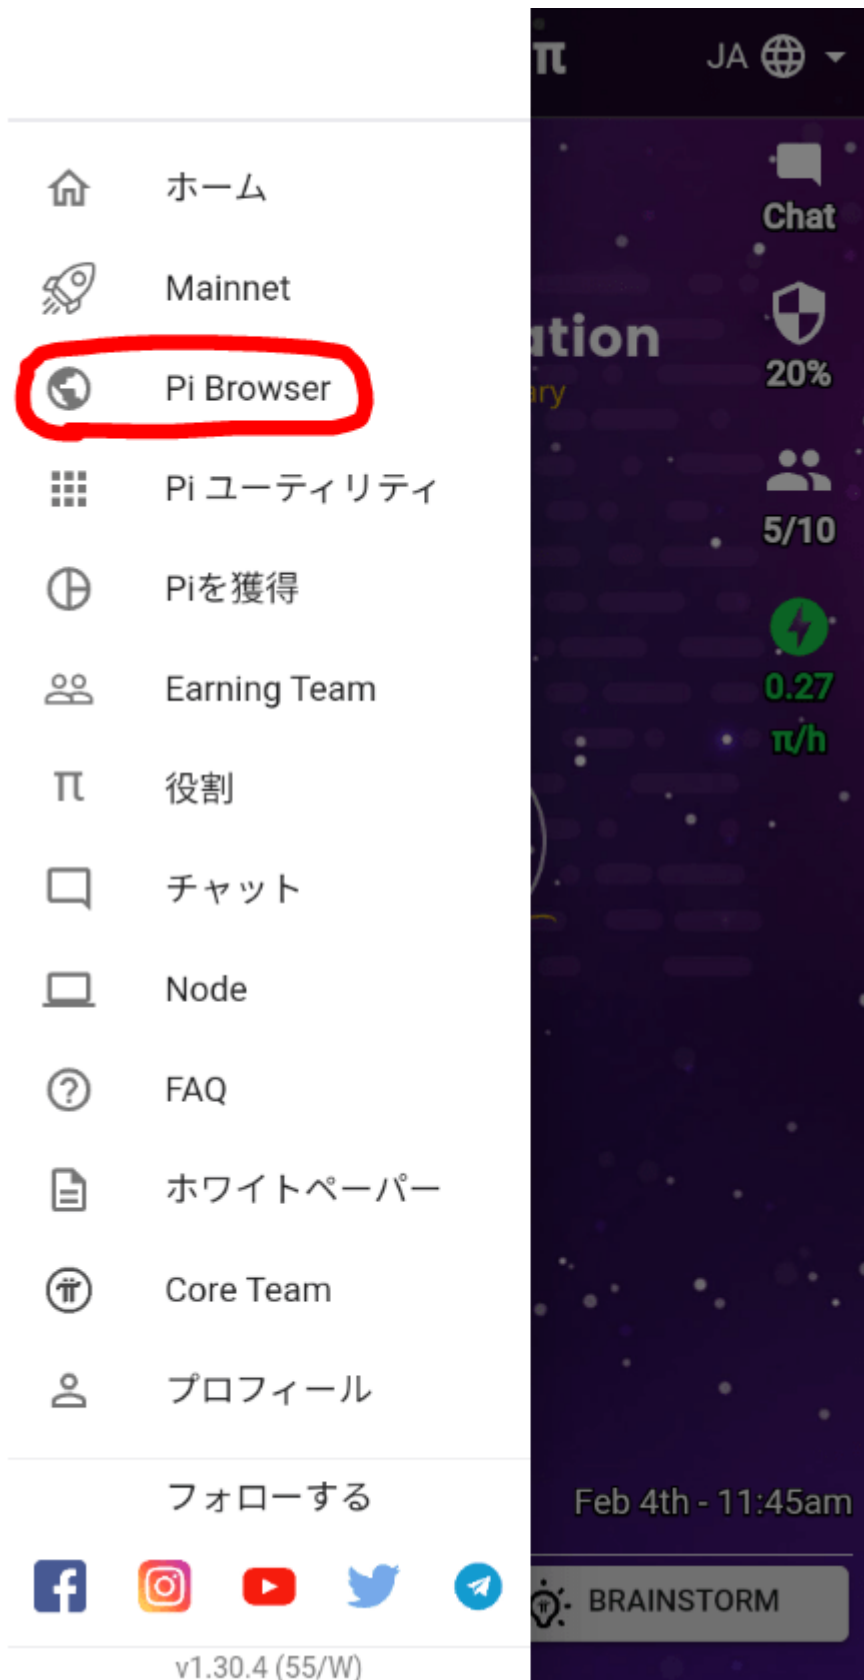 π
JA
ホーム
Mainnet
Pi Browser
Pi ユーティリティ
Piを獲得
Earning Team
π
役割
チャット
Node
FAQ
ホワイトペーパー
Core Team
プロフィール
フォローする
v1.30.4 (55/W)
Chat
ation
ary
20%
5/10
0.27
π/h
Feb 4th - 11:45am
BRAINSTORM